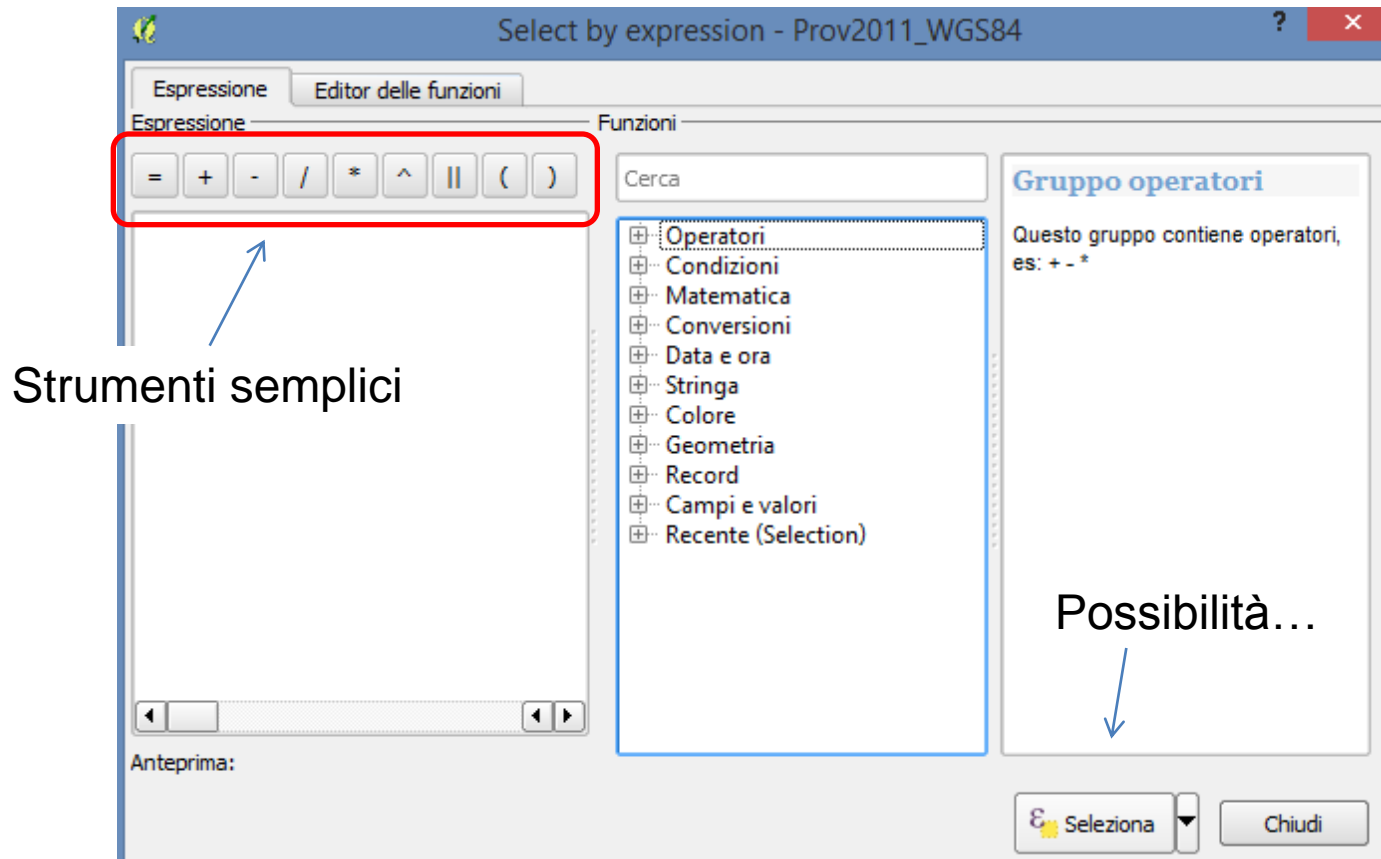 Select by expression - Prov2011_WGS84 ? ×
Espressione Editor delle funzioni
Espressione Funzioni
= + - / * ^ || ( )
Cerca
Gruppo operatori
Questo gruppo contiene operatori,
es: + - *
Operatori
Condizioni
Matematica
Conversioni
Data e ora
Stringa
Colore
Geometria
Record
Campi e valori
Recente (Selection)
Strumenti semplici
Possibilità…
Anteprima:
ε Seleziona Chiudi